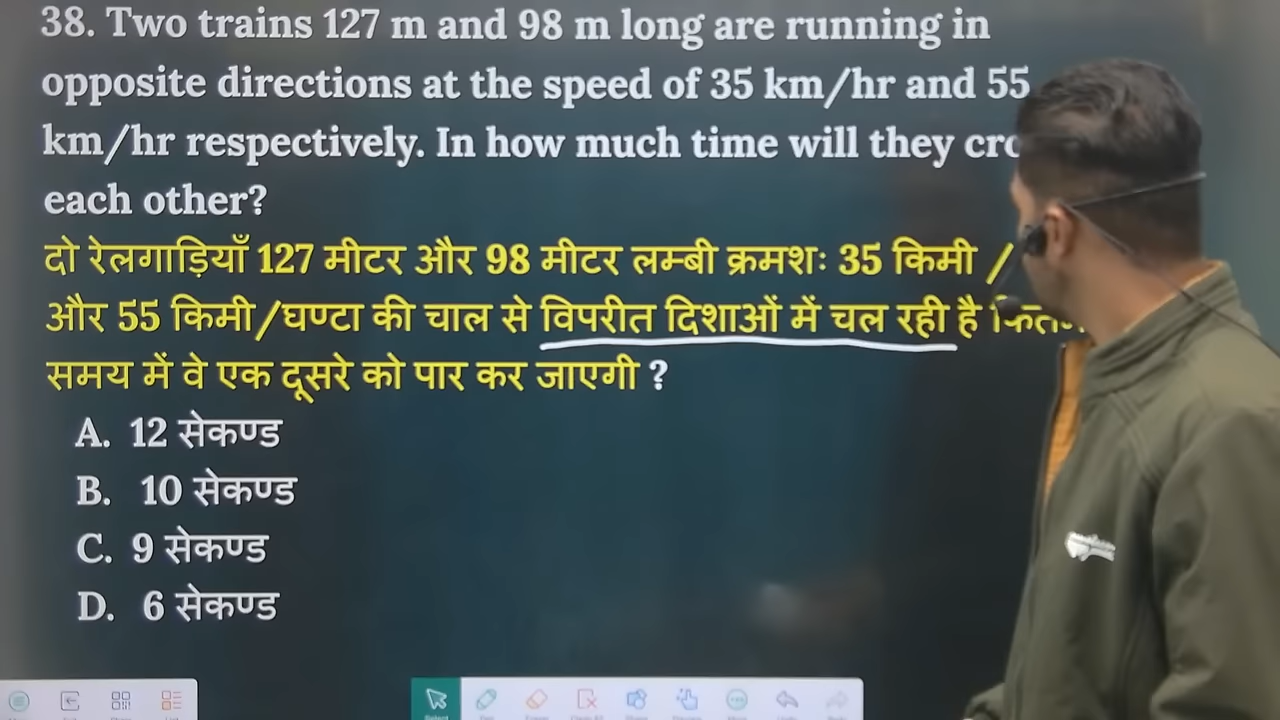 38. Two trains 127 m and 98 m long are running in
opposite directions at the speed of 35 km/hr and 55
km/hr respectively. In how much time will they
each other?
दो रेलगाड़ियाँ 127 मीटर और 98 मीटर लम्बी क्रमशः 35 किमी /
और 55 किमी/घण्टा की चाल से विपरीत दिशाओं में चल रही है
समय में वे एक दूसरे को पार कर जाएगी ?
A. 12 सेकण्ड
B. 10 सेकण्ड
C. 9 सेकण्ड
D. 6 सेकण्ड
Select